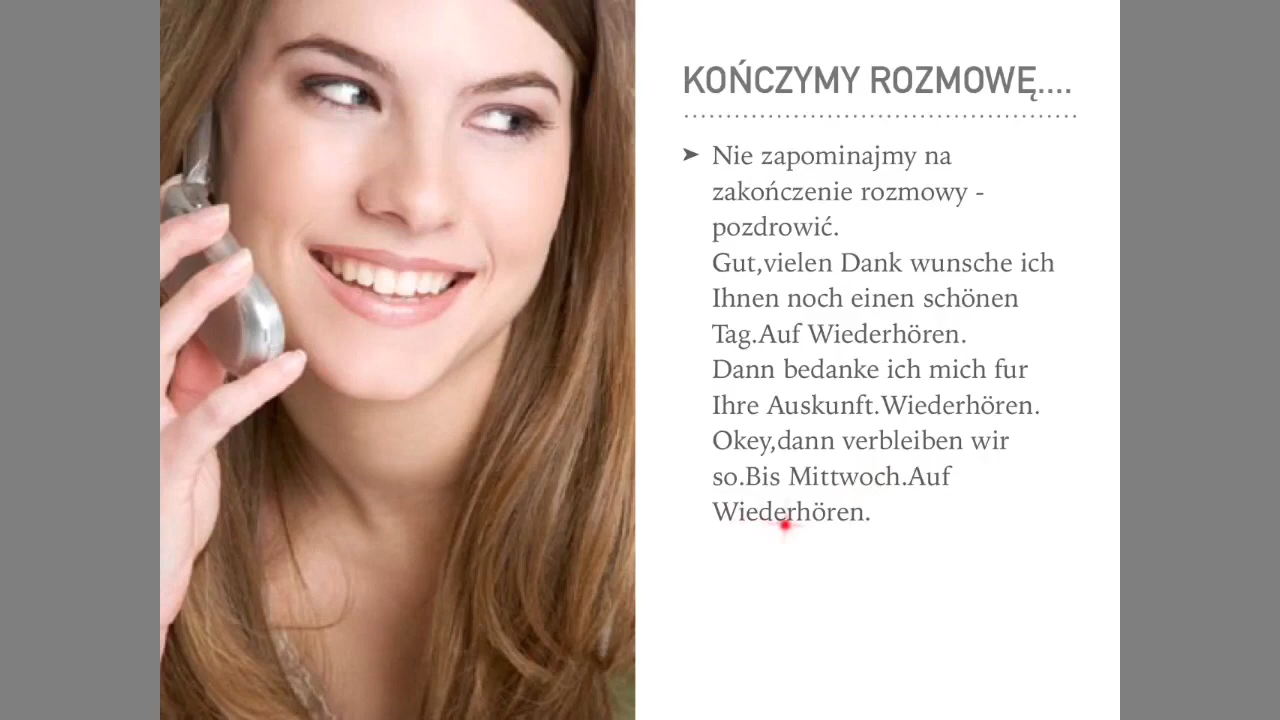 KOŃCZYMY ROZMOWĘ....
➤ Nie zapominajmy na
zakończenie rozmowy -
pozdrowić.
Gut,vielen Dank wunsche ich
Ihnen noch einen schönen
Tag.Auf Wiederhören.
Dann bedanke ich mich fur
Ihre Auskunft.Wiederhören.
Okey,dann verbleiben wir
so.Bis Mittwoch.Auf
Wiederhören.